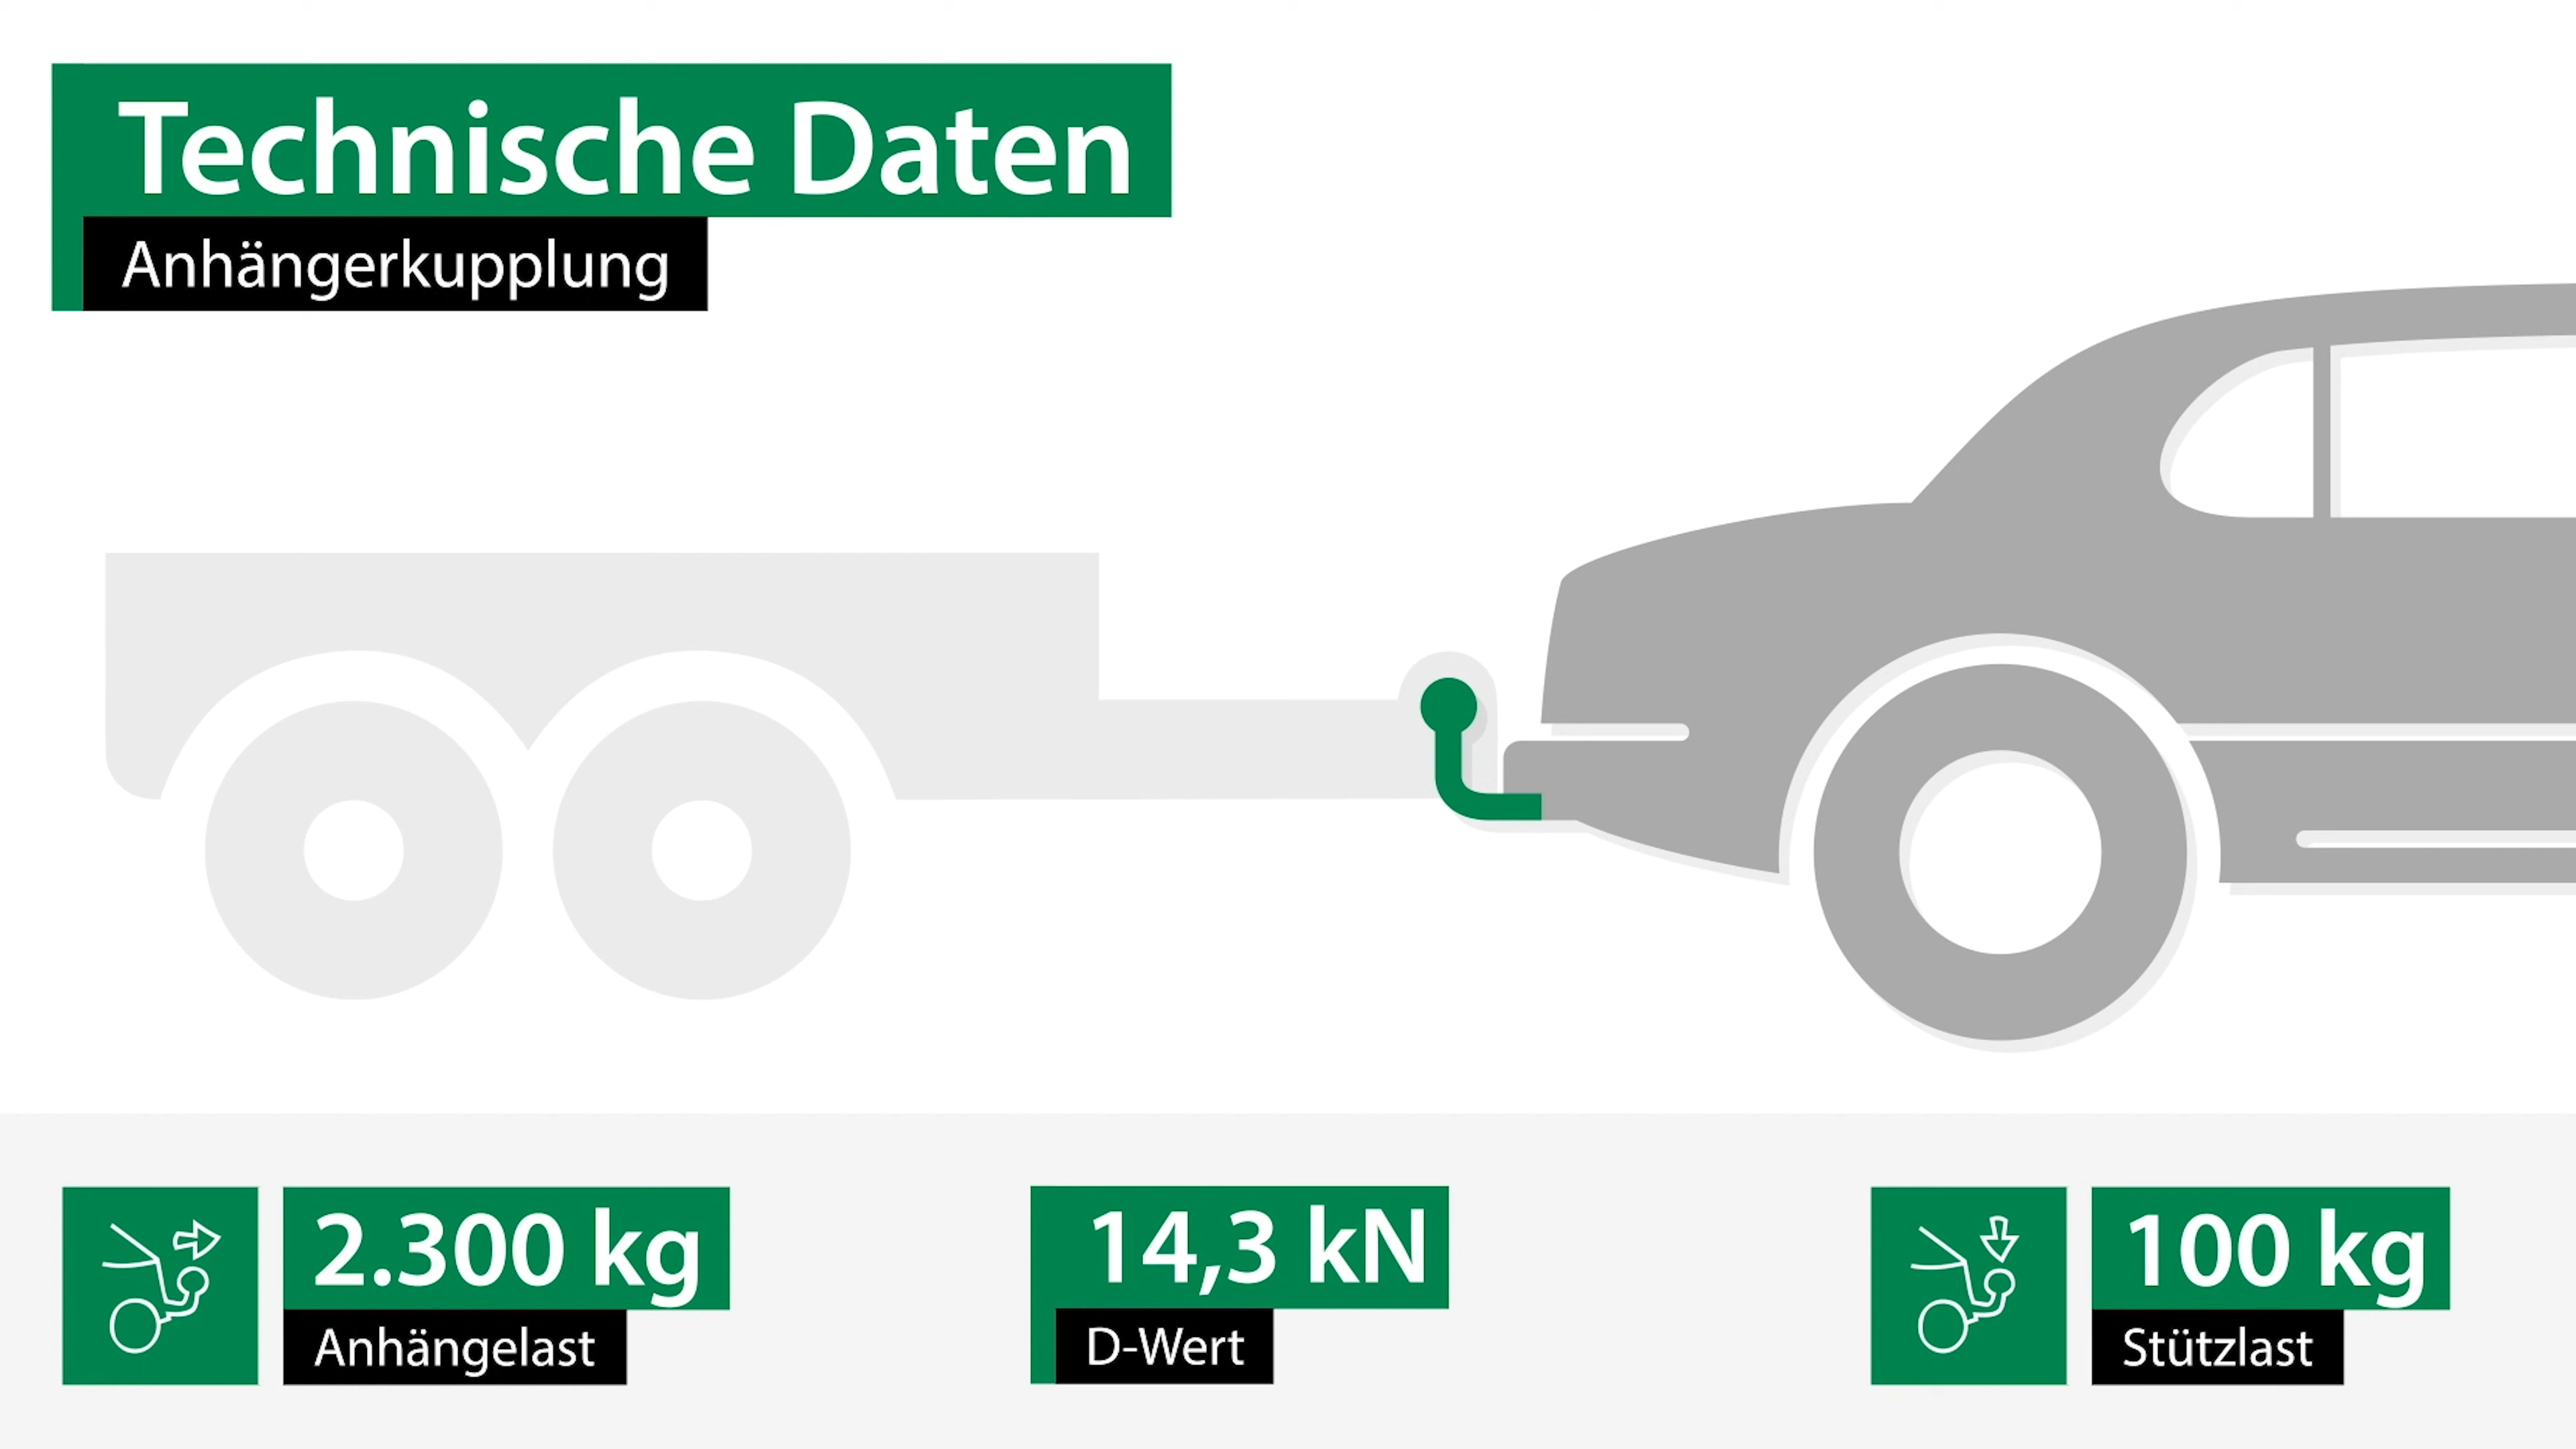 Technische Daten
Anhängerkupplung
2.300 kg
Anhängelast
14,3 kN
D-Wert
100 kg
Stützlast